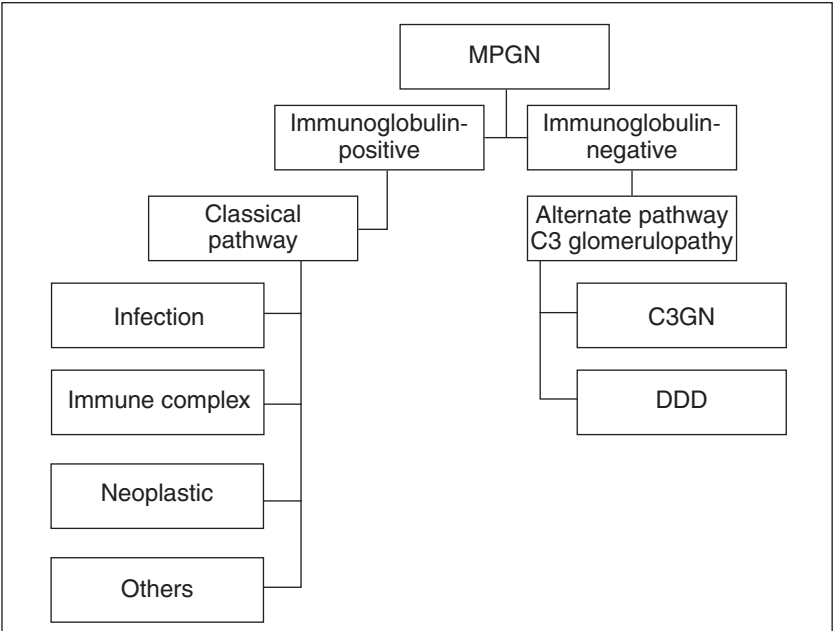 MPGN
Immunoglobulin-
positive
Immunoglobulin-
negative
Classical
pathway
Alternate pathway
C3 glomerulopathy
Infection
C3GN
Immune complex
DDD
Neoplastic
Others